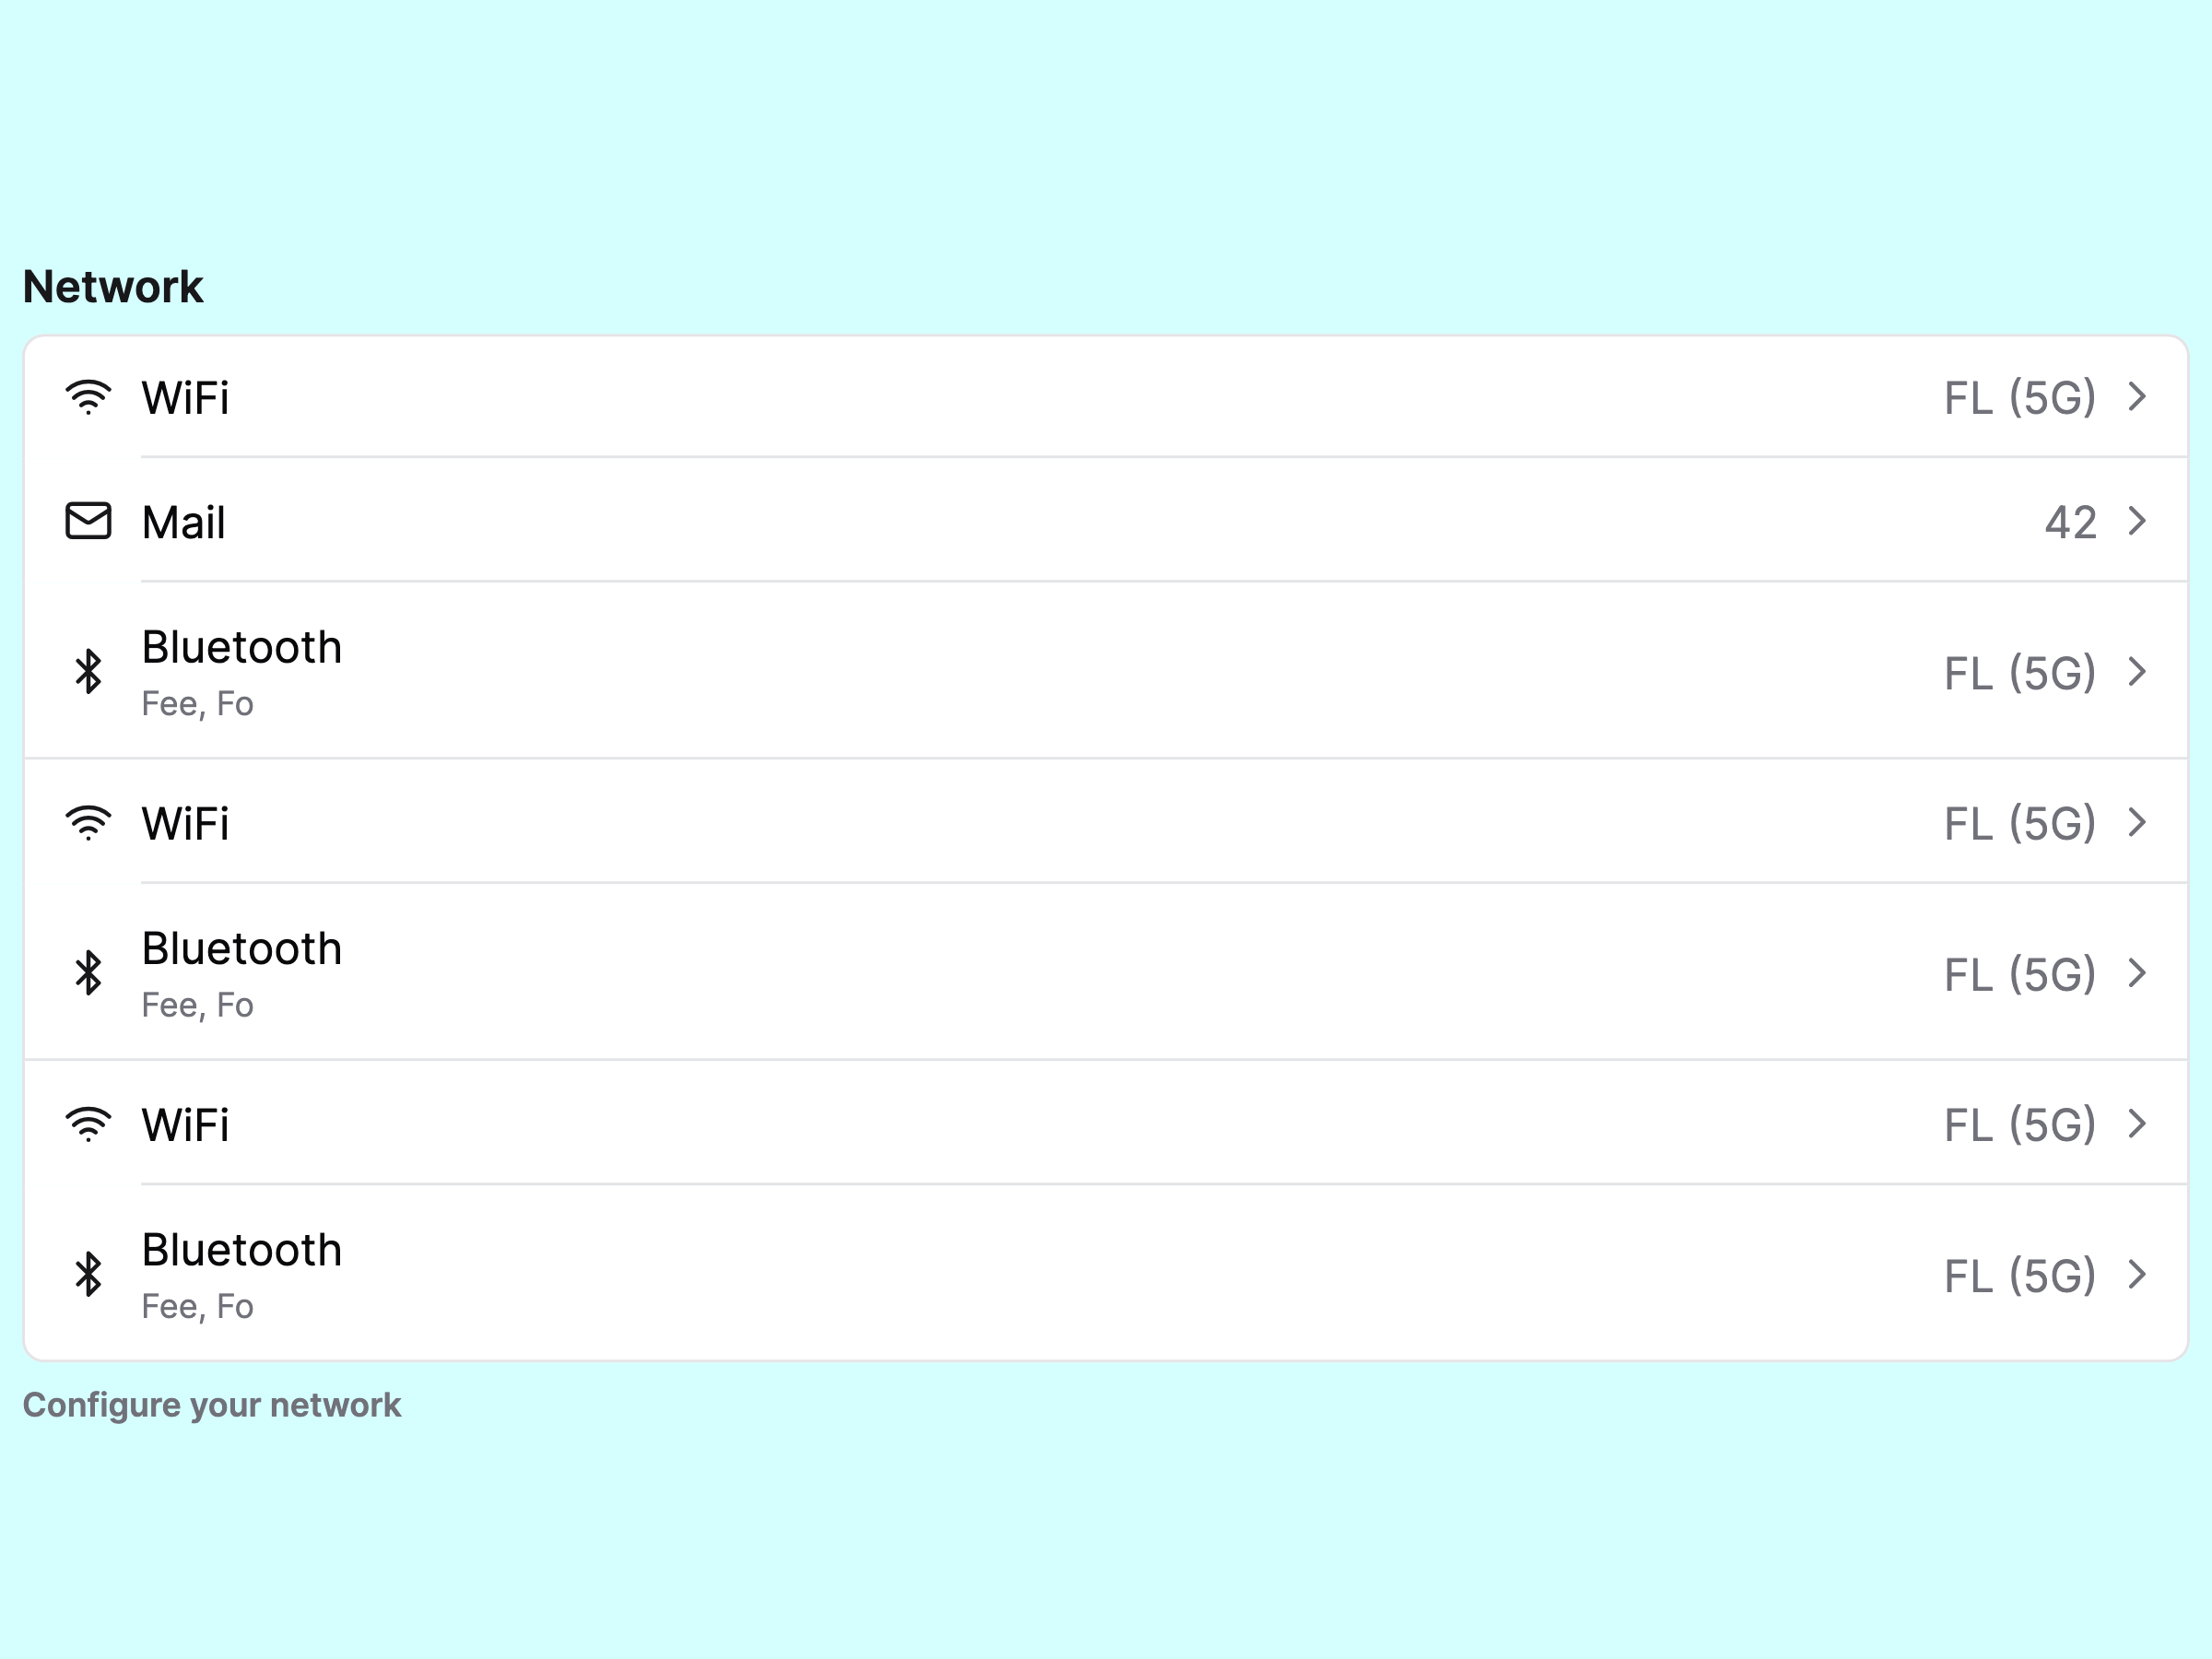 Network
WiFi FL (5G)
Mail 42
Bluetooth
Fee, Fo
FL (5G)
WiFi FL (5G)
Bluetooth
Fee, Fo
FL (5G)
WiFi FL (5G)
Bluetooth
Fee, Fo
FL (5G)
Configure your network